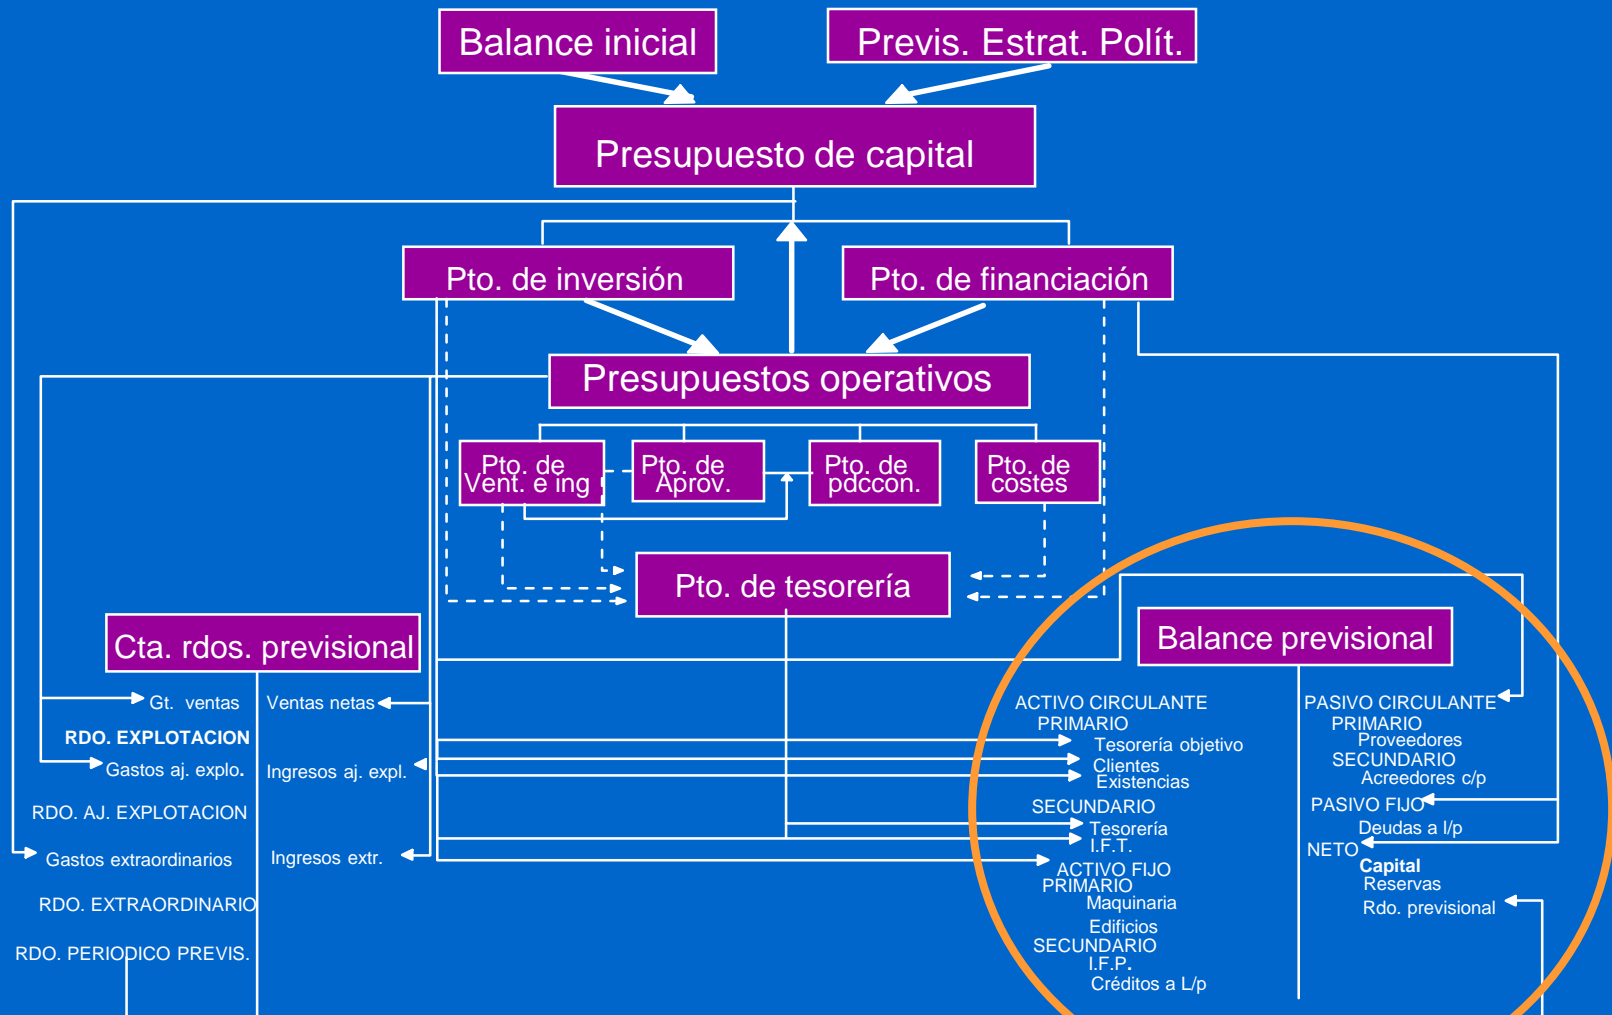 Balance inicial
Previs. Estrat. Polít.
Presupuesto de capital
Pto. de inversión
Pto. de financiación
Presupuestos operativos
Pto. de
Vent. e ing
Pto. de
Aprov.
Pto. de
pdccon.
Pto. de
costes
Pto. de tesorería
Cta. rdos. previsional
Gt. ventas
Ventas netas
RDO. EXPLOTACION
Gastos aj. explo.
Ingresos aj. expl.
RDO. AJ. EXPLOTACION
Gastos extraordinarios
Ingresos extr.
RDO. EXTRAORDINARIO
RDO. PERIODICO PREVIS.
Balance previsional
ACTIVO CIRCULANTE
PRIMARIO
Tesorería objetivo
Clientes
Existencias
SECUNDARIO
Tesorería
I.F.T.
ACTIVO FIJO
PRIMARIO
Maquinaria
Edificios
SECUNDARIO
I.F.P.
Créditos a L/p
PASIVO CIRCULANTE
PRIMARIO
Proveedores
SECUNDARIO
Acreedores c/p
PASIVO FIJO
Deudas a l/p
NETO
Capital
Reservas
Rdo. previsional